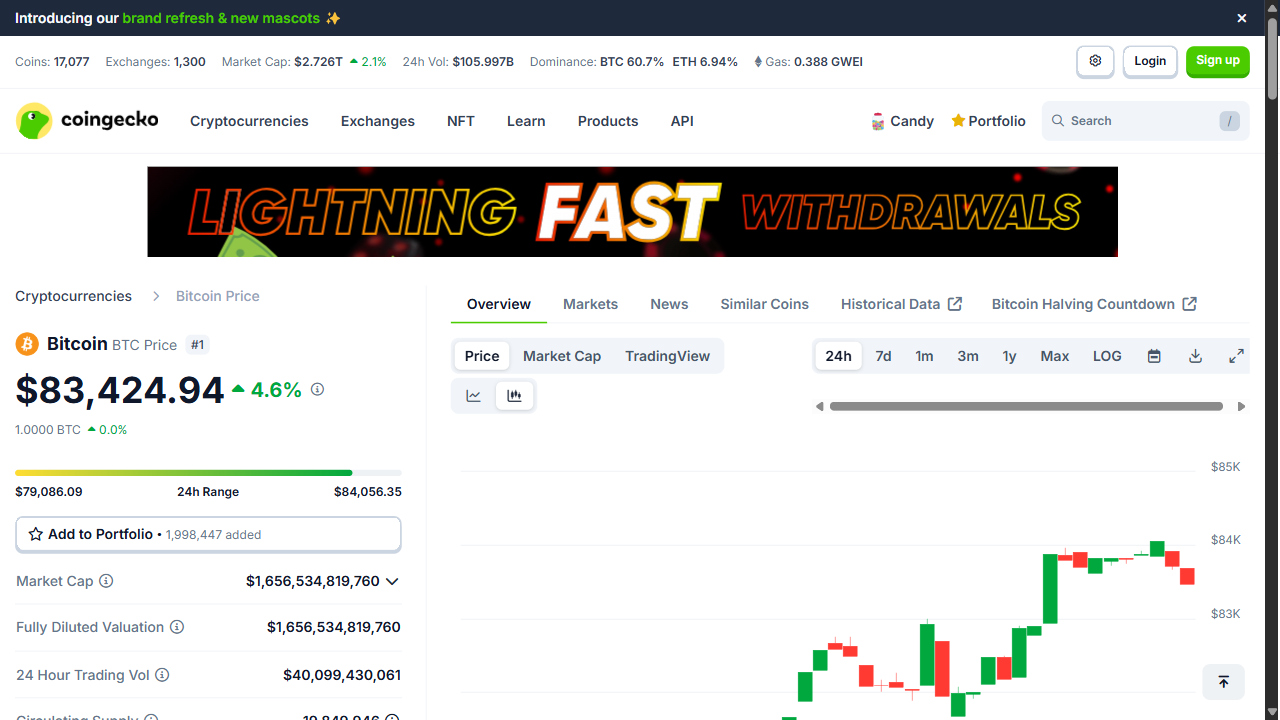 Introducing our brand refresh & new mascots ✨
Coins: 17,077 Exchanges: 1,300 Market Cap: $2.726T 2.1% 24h Vol: $105.997B Dominance: BTC 60.7% ETH 6.94% Gas: 0.388 GWEI
Login
Sign up
coingecko
Cryptocurrencies Exchanges NFT Learn Products API
Candy Portfolio Search /
LIGHTNING FAST WITHDRAWALS
Cryptocurrencies Bitcoin Price
Bitcoin BTC Price #1
$83,424.94 4.6%
1.0000 BTC 0.0%
$79,086.09 24h Range $84,056.35
Add to Portfolio • 1,998,447 added
Market Cap $1,656,534,819,760
Fully Diluted Valuation $1,656,534,819,760
24 Hour Trading Vol $40,099,430,061
Circulating Supply 19,849,946
Overview Markets News Similar Coins Historical Data Bitcoin Halving Countdown
Price Market Cap TradingView
24h 7d 1m 3m 1y Max LOG
$85K
$84K
$83K